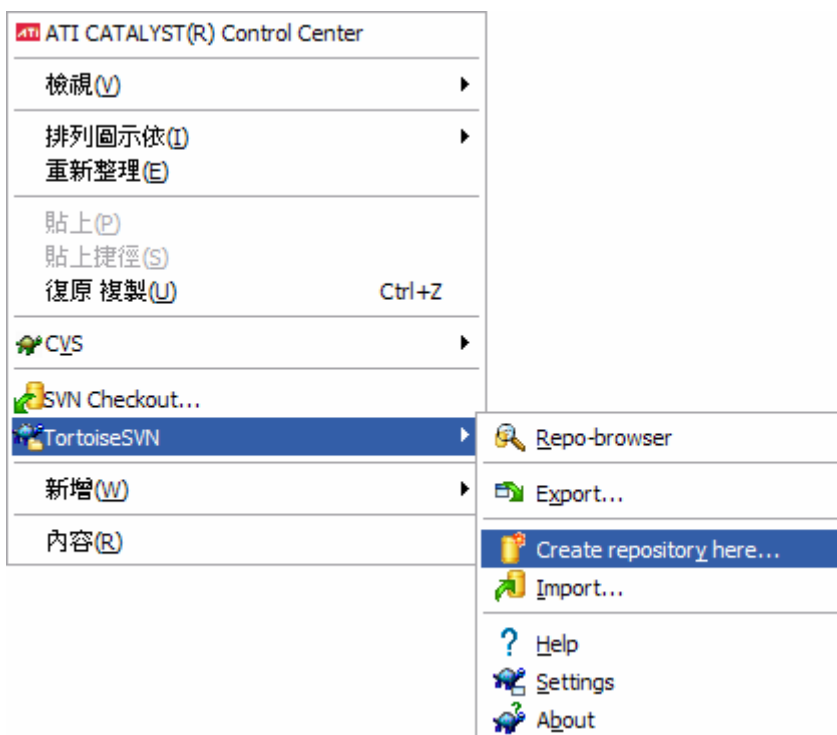 ATI CATALYST(R) Control Center
檢視(V)
排列圖示依(I)
重新整理(E)
貼上(P)
貼上捷徑(S)
復原 複製(U) Ctrl+Z
CVS
SVN Checkout...
TortoiseSVN
新增(W)
內容(R)
Repo-browser
Export...
Create repository here...
Import...
Help
Settings
About